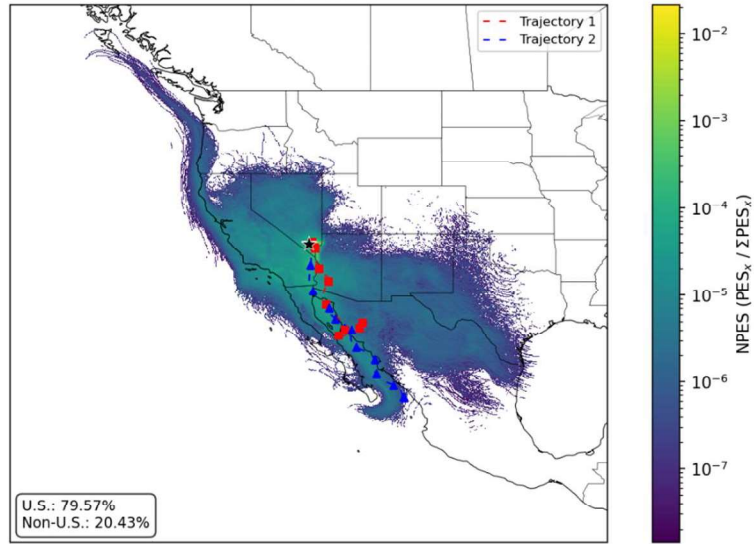 Trajectory 1
Trajectory 2
U.S.: 79.57%
Non-U.S.: 20.43%
10⁻²
10⁻³
10⁻⁴
10⁻⁵
10⁻⁶
10⁻⁷
NPES (PESₓ / ΣPESₓ)